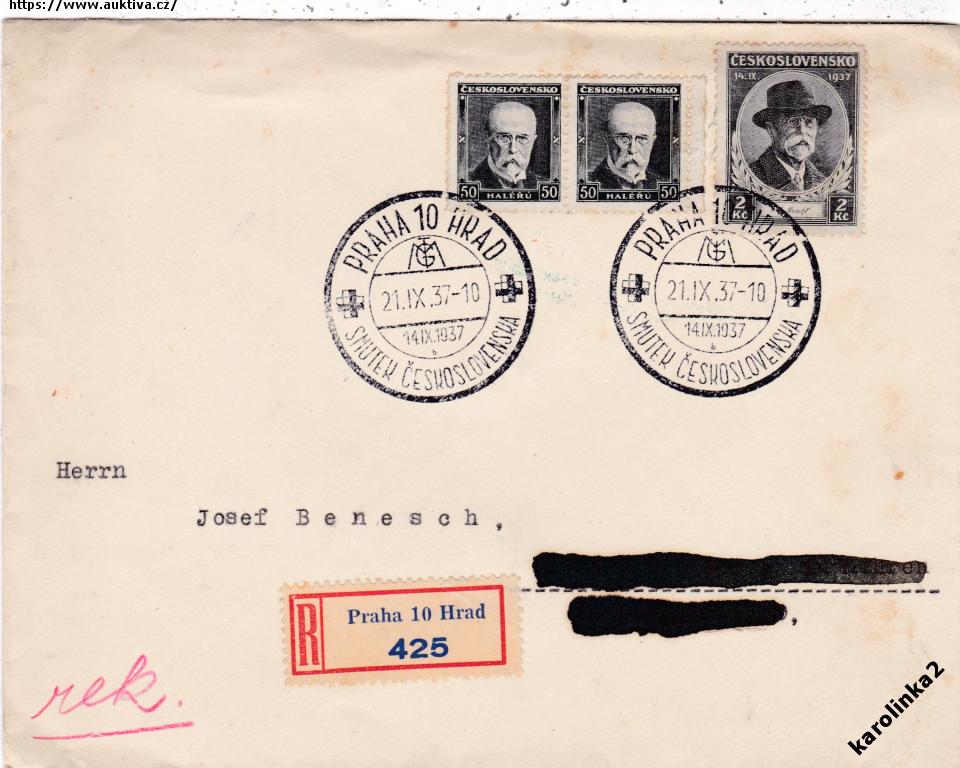 https://www.auktiva.cz/
ČESKOSLOVENSKO
50 HALÉŘŮ 50
ČESKOSLOVENSKO
50 HALÉŘŮ 50
ČESKOSLOVENSKO
14.IX. 1937
2 Kč 2 Kč
PRAHA 10 HRAD
21.IX.37-10
14.IX.1937
b
SMUTEK ČESKOSLOVENSKA
PRAHA 10 HRAD
21.IX.37-10
14.IX.1937
b
SMUTEK ČESKOSLOVENSKA
Herrn
Josef Benesch,
,
R Praha 10 Hrad
425
rek.
karolinka2